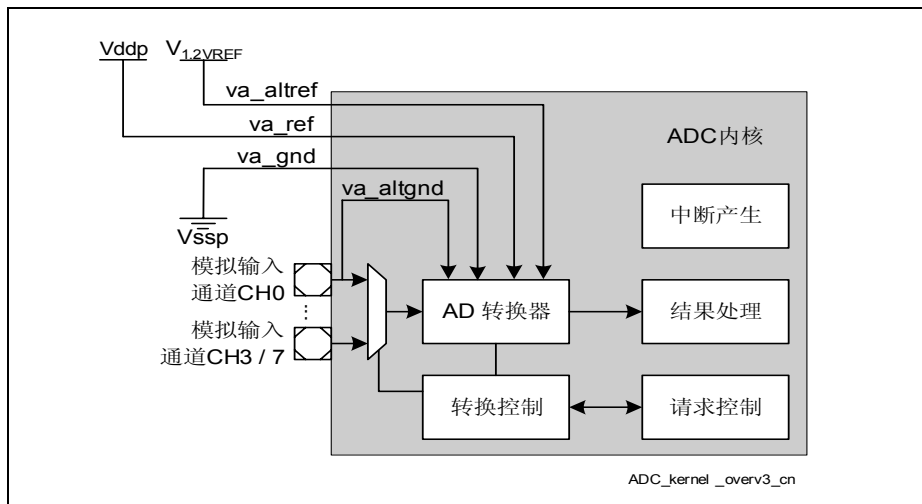 Vddp
V1.2VREF
va_altref
va_ref
va_gnd
va_altgnd
Vssp
ADC内核
中断产生
模拟输入
通道CH0
AD 转换器
结果处理
模拟输入
通道CH3 / 7
转换控制
请求控制
ADC_kernel _overv3_cn